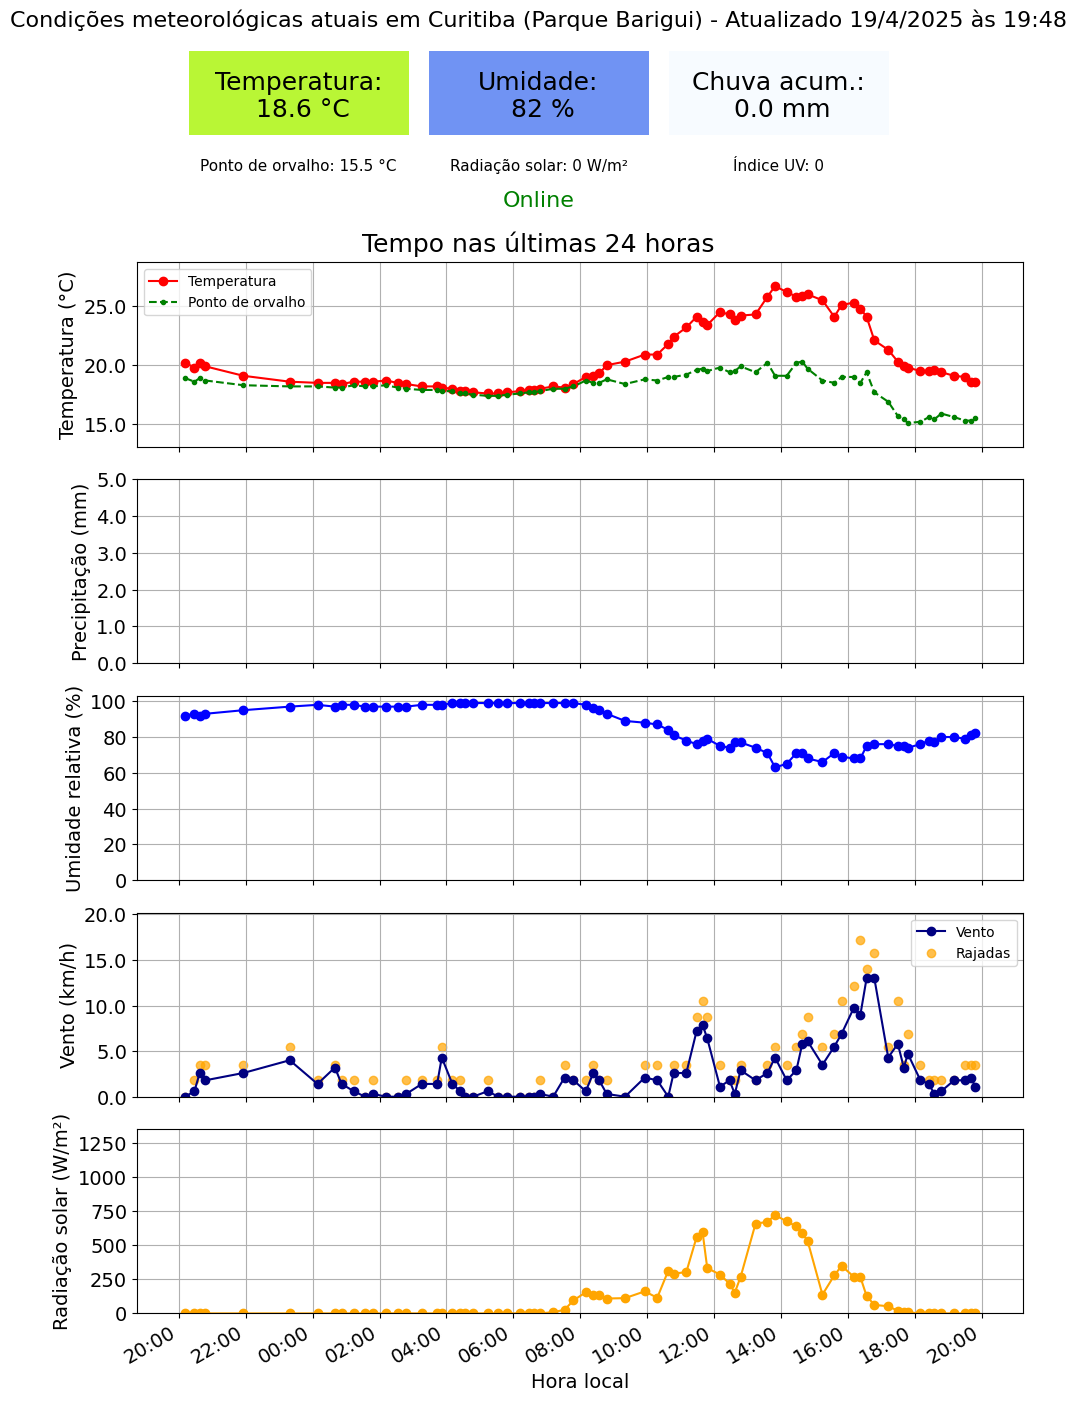 Condições meteorológicas atuais em Curitiba (Parque Barigui) - Atualizado 19/4/2025 às 19:48
Temperatura:
18.6 °C
Umidade:
82 %
Chuva acum.:
0.0 mm
Ponto de orvalho: 15.5 °C
Radiação solar: 0 W/m²
Índice UV: 0
Online
Tempo nas últimas 24 horas
Temperatura (°C)
25.0
20.0
15.0
Temperatura
Ponto de orvalho
Precipitação (mm)
5.0
4.0
3.0
2.0
1.0
0.0
Umidade relativa (%)
100
80
60
40
20
0
Vento (km/h)
20.0
15.0
10.0
5.0
0.0
Vento
Rajadas
Radiação solar (W/m²)
1250
1000
750
500
250
0
20:00
22:00
00:00
02:00
04:00
06:00
08:00
10:00
12:00
14:00
16:00
18:00
20:00
Hora local